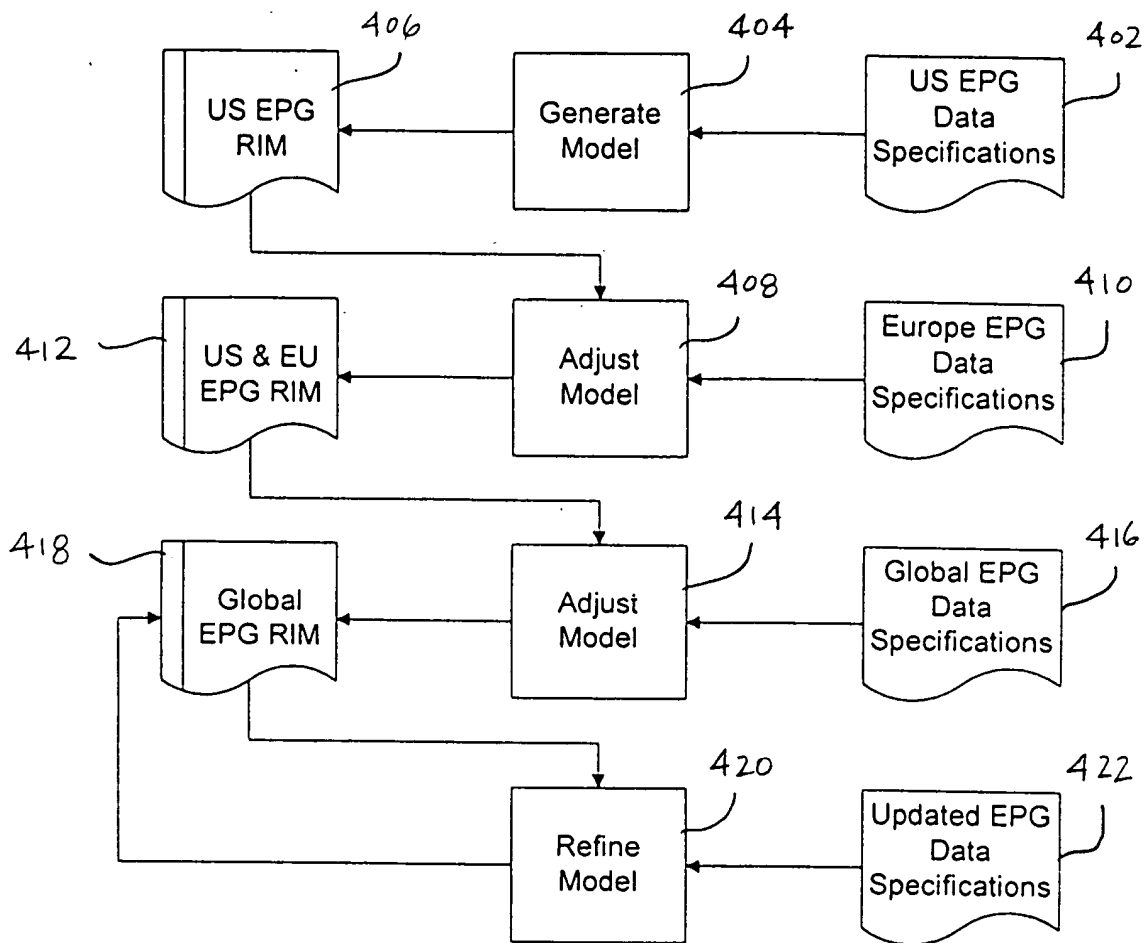 406
404
402
US EPG
RIM
Generate
Model
US EPG
Data
Specifications
412
408
410
US & EU
EPG RIM
Adjust
Model
Europe EPG
Data
Specifications
418
414
416
Global
EPG RIM
Adjust
Model
Global EPG
Data
Specifications
420
422
Refine
Model
Updated EPG
Data
Specifications